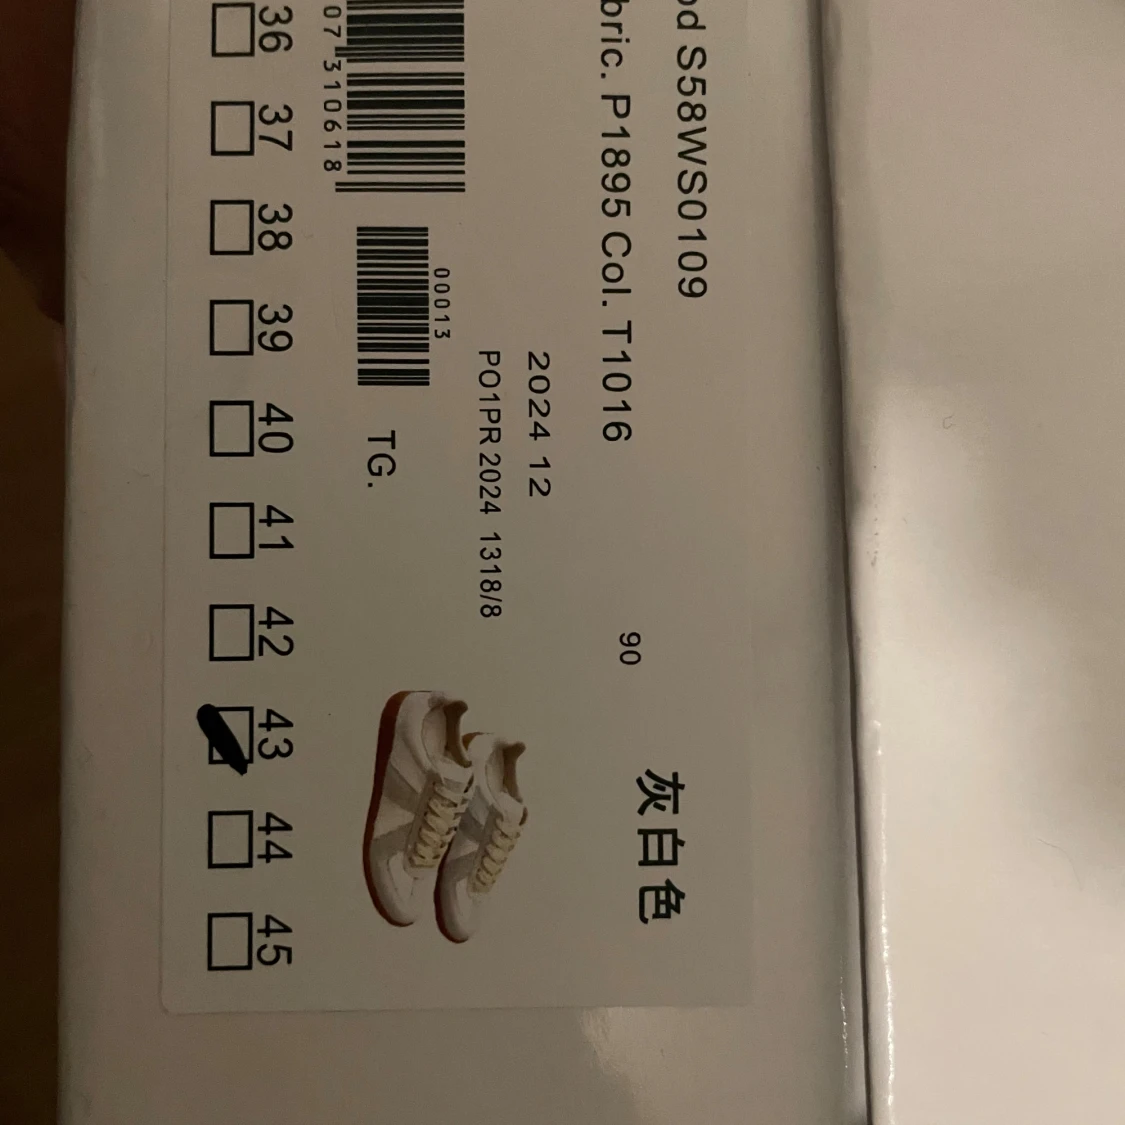 od S58WS0109
bric. P1895 Col. T1016
90
灰白色
2024 12
PO1PR 2024 1318/8
00013
07 310618
TG.
36 37 38 39 40 41 42 43 44 45